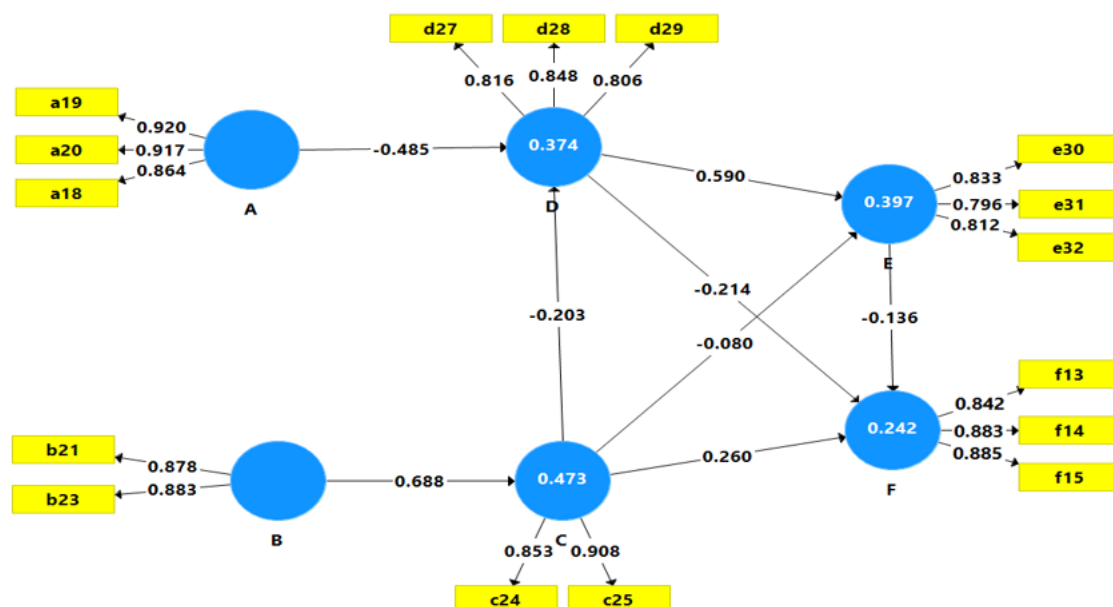 d27
d28
d29
0.816
0.848
0.806
a19
a20
a18
0.920
0.917
0.864
A
-0.485
0.374
D
0.590
0.397
E
e30
e31
e32
0.833
0.796
0.812
-0.203
-0.214
-0.080
-0.136
b21
b23
0.878
0.883
B
0.688
0.473
C
0.853
0.908
c24
c25
0.260
0.242
F
0.842
0.883
0.885
f13
f14
f15